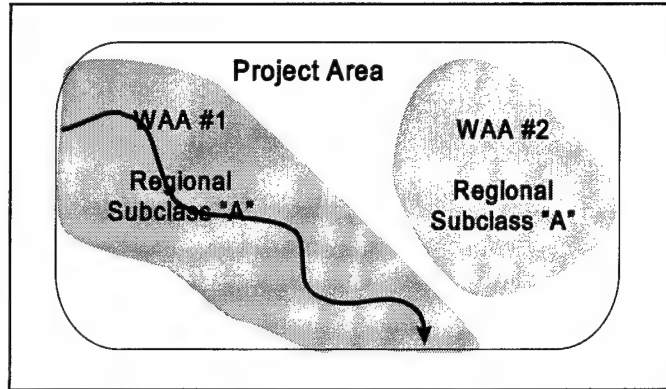 Project Area
WAA #1
Regional
Subclass "A"
WAA #2
Regional
Subclass "A"